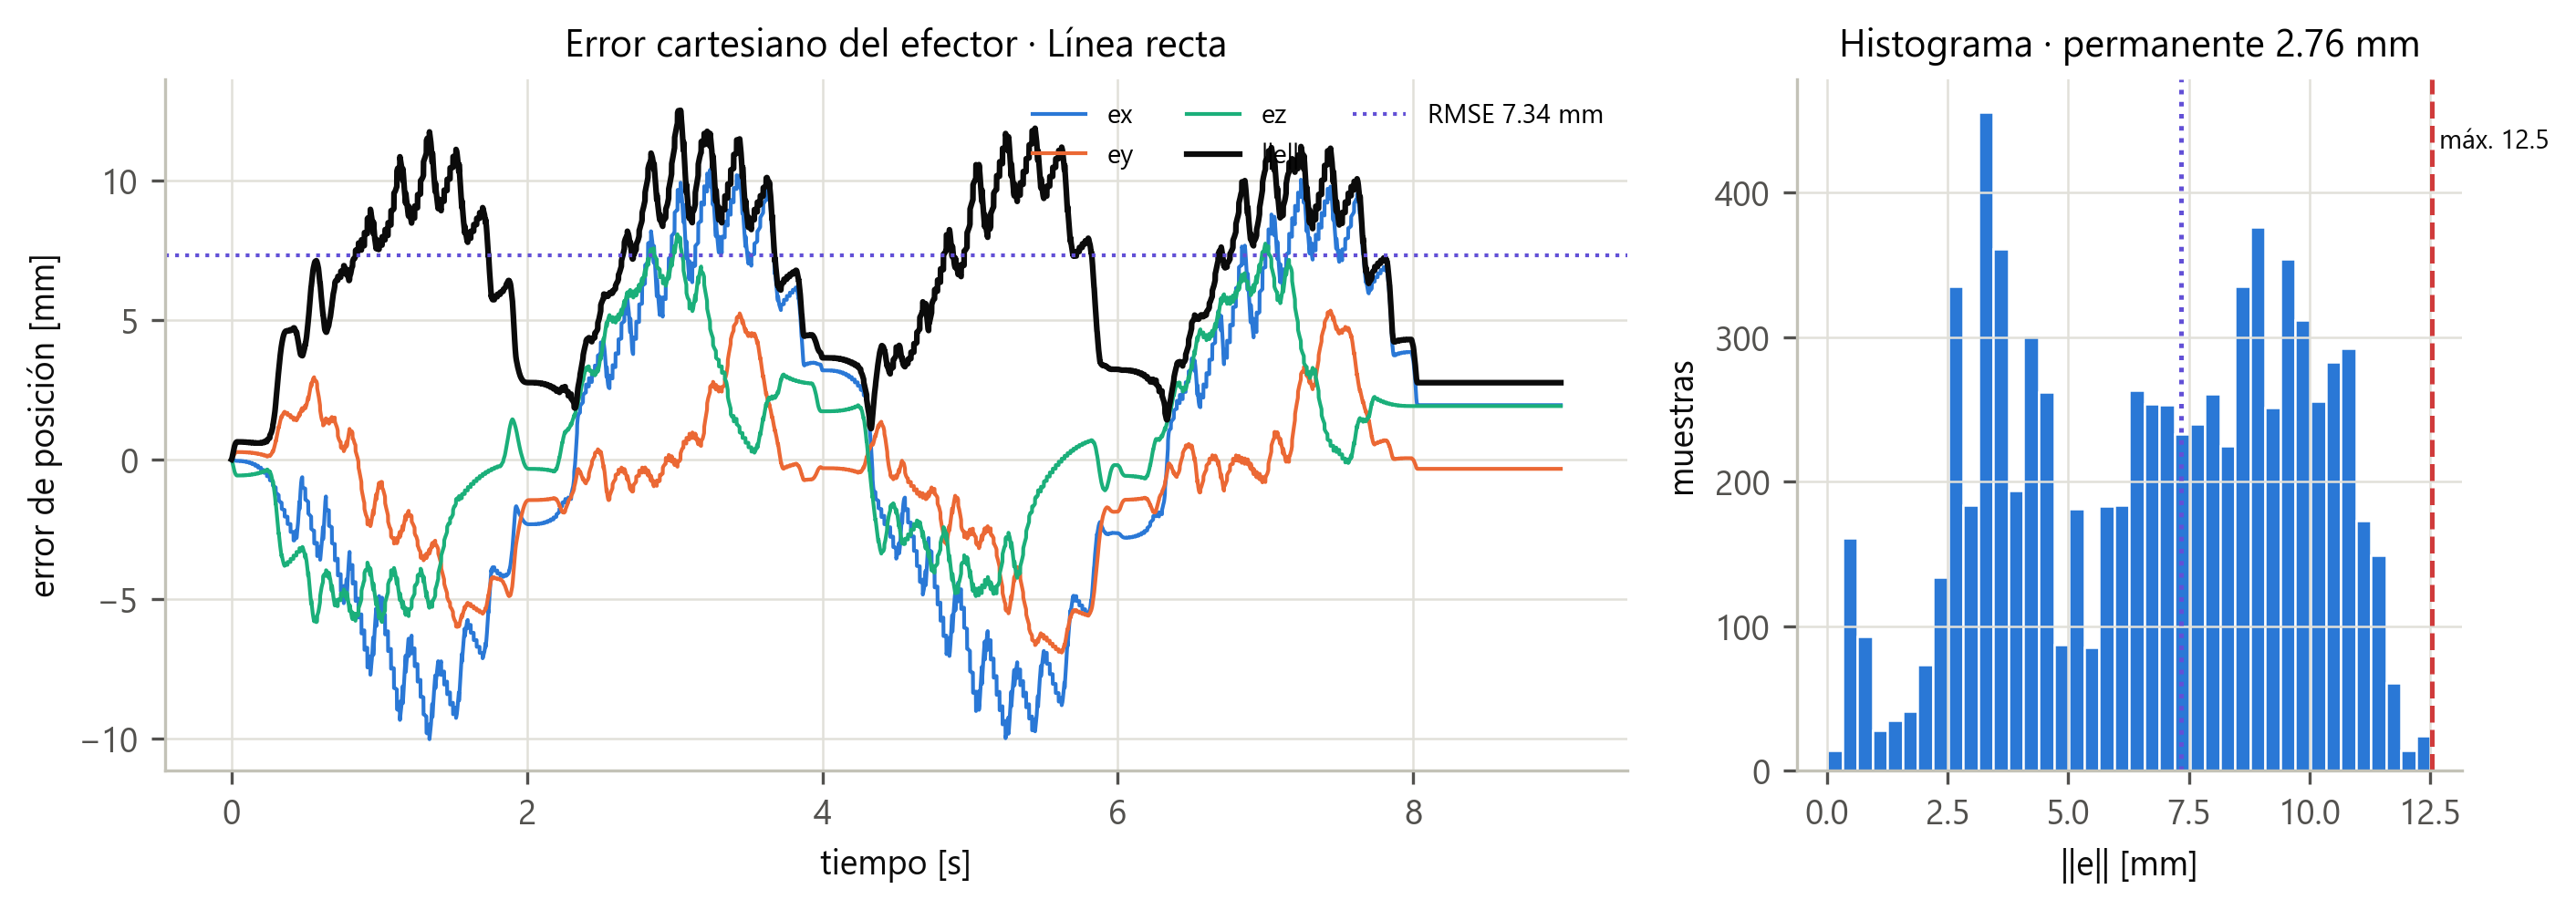 Error cartesiano del efector · Línea recta
error de posición [mm]
10
5
0
−5
−10
ex
ey
ez
||e||
RMSE 7.34 mm
0 2 4 6 8
tiempo [s]
Histograma · permanente 2.76 mm
muestras
400
300
200
100
0
máx. 12.5
0.0 2.5 5.0 7.5 10.0 12.5
||e|| [mm]